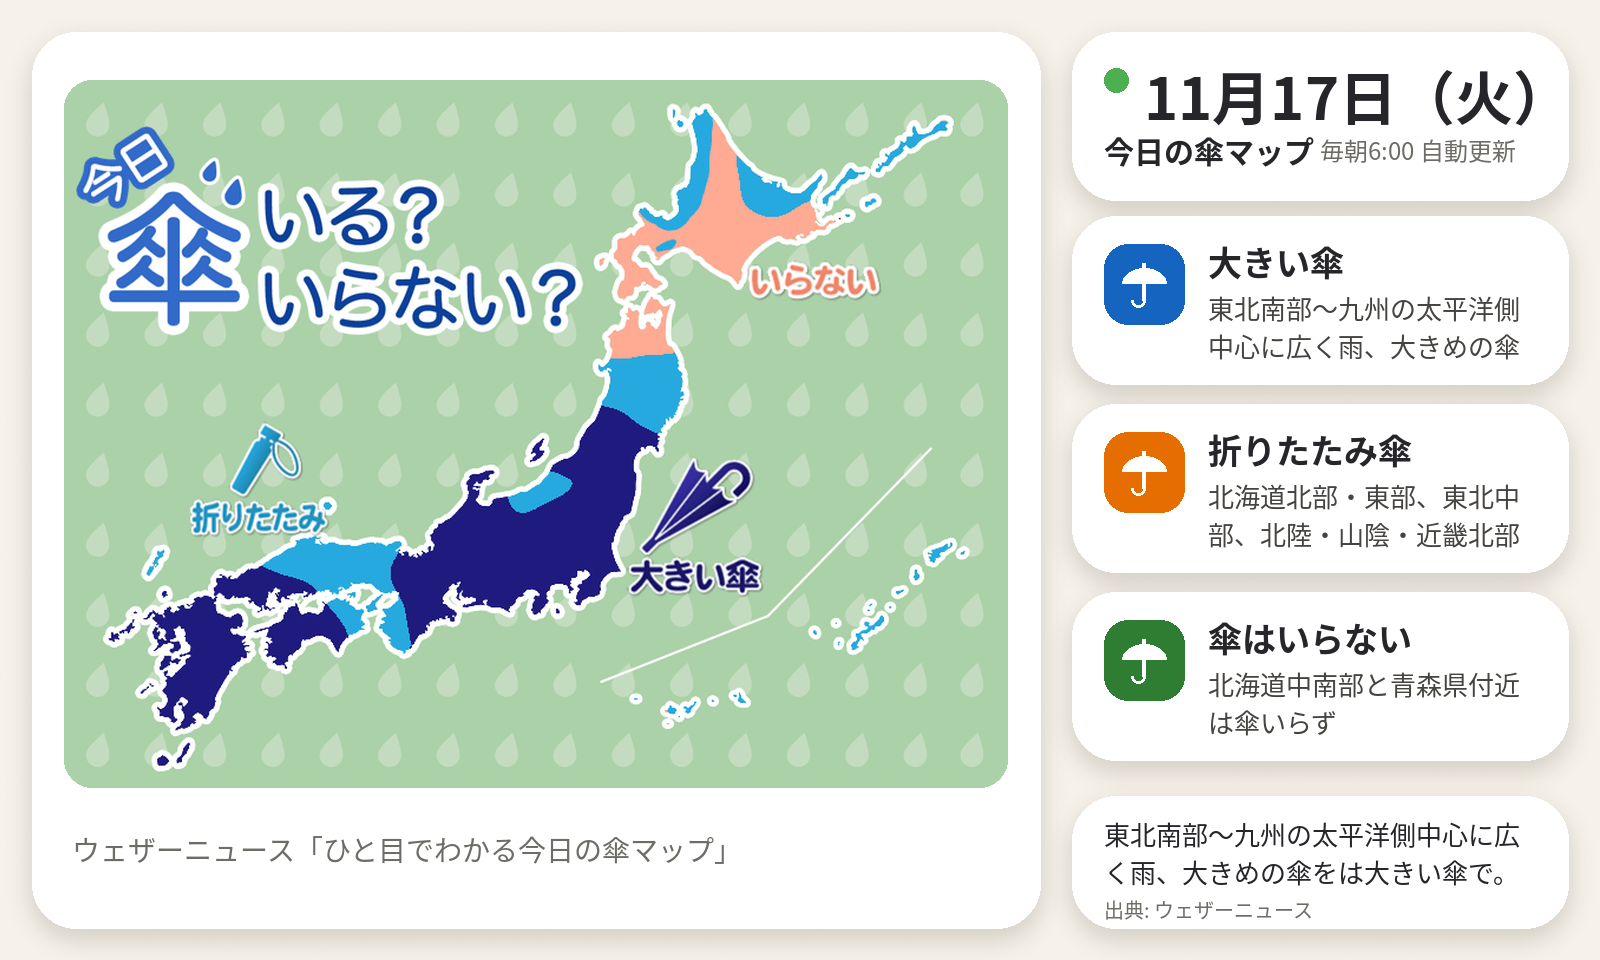 今日
傘
いる?
いらない?
いらない
折りたたみ
大きい傘
ウェザーニュース「ひと目でわかる今日の傘マップ」
11月17日（火）
今日の傘マップ 毎朝6:00 自動更新
大きい傘
東北南部〜九州の太平洋側
中心に広く雨、大きめの傘
折りたたみ傘
北海道北部・東部、東北中
部、北陸・山陰・近畿北部
傘はいらない
北海道中南部と青森県付近
は傘いらず
東北南部〜九州の太平洋側中心に広
く雨、大きめの傘をは大きい傘で。
出典: ウェザーニュース